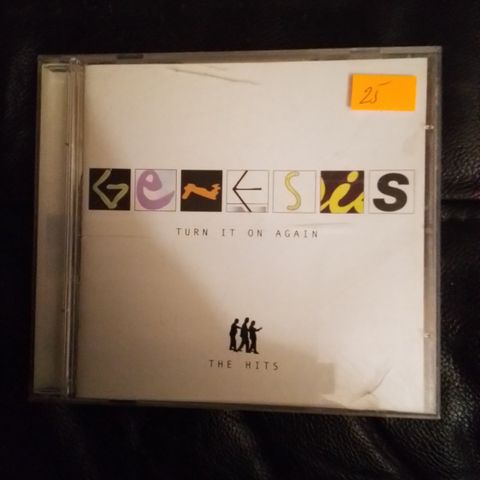 25
GENESiS
TURN IT ON AGAIN
THE HITS